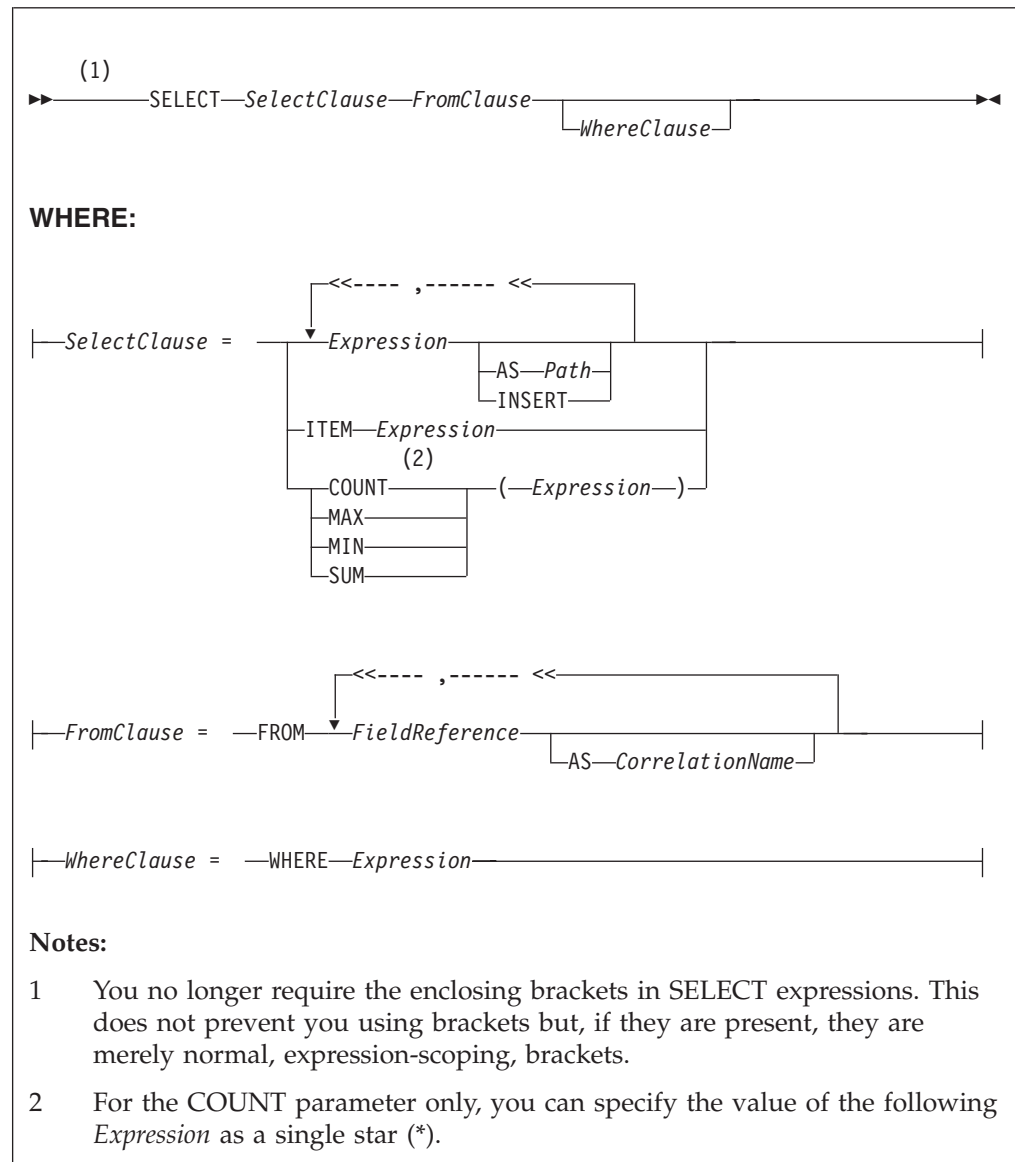 (1)
SELECT SelectClause FromClause
WhereClause
WHERE:
<<---- ,------ <<
SelectClause = Expression
AS Path
INSERT
ITEM Expression
(2)
COUNT ( Expression )
MAX
MIN
SUM
<<---- ,------ <<
FromClause = FROM FieldReference
AS CorrelationName
WhereClause = WHERE Expression
Notes:
1 You no longer require the enclosing brackets in SELECT expressions. This
does not prevent you using brackets but, if they are present, they are
merely normal, expression-scoping, brackets.
2 For the COUNT parameter only, you can specify the value of the following
Expression as a single star (*).